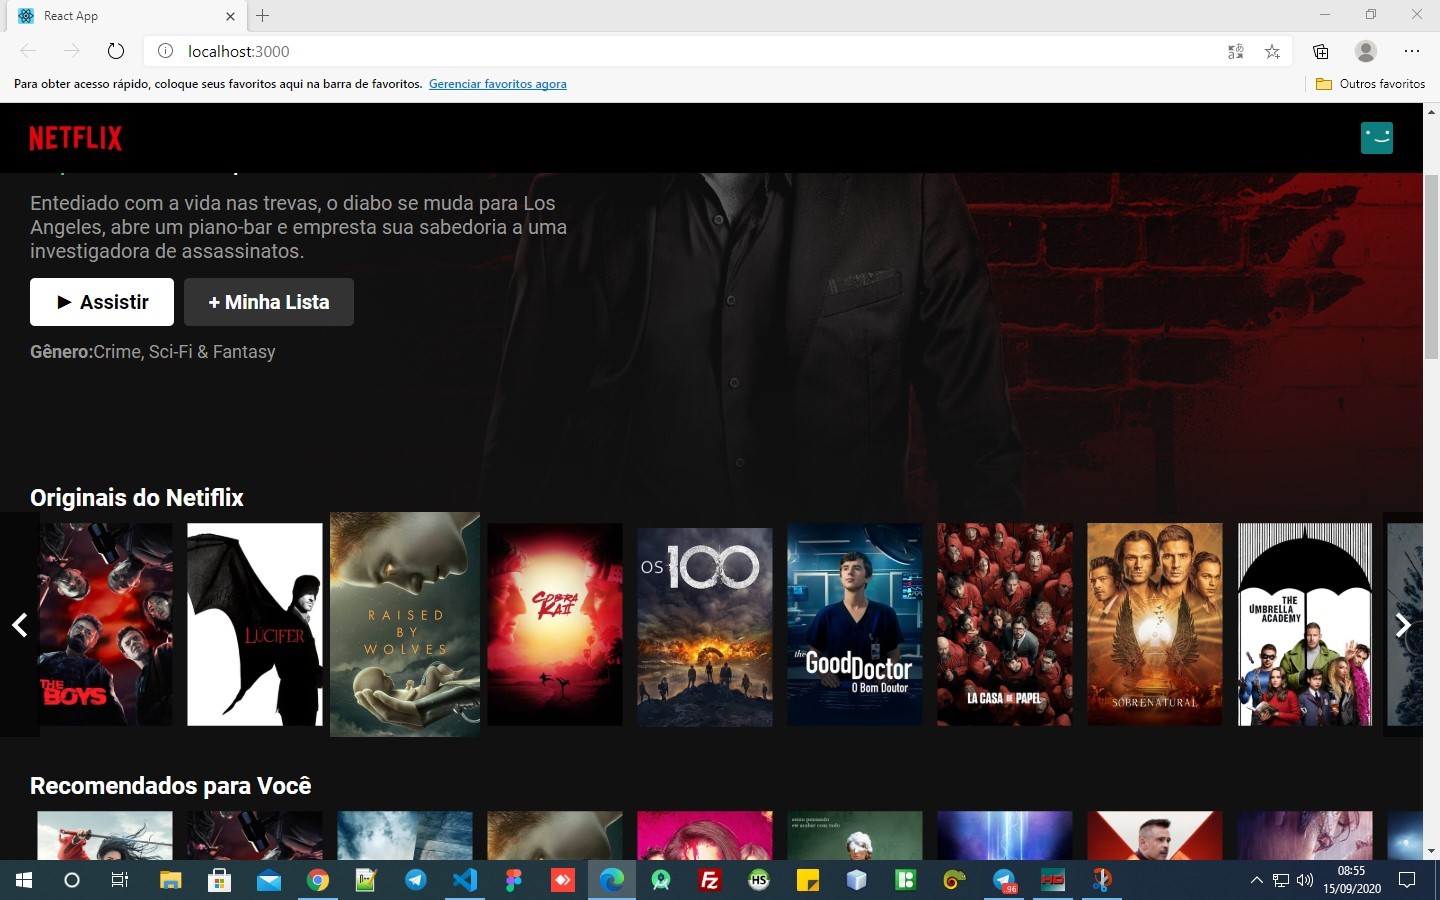 React App
localhost:3000
Para obter acesso rápido, coloque seus favoritos aqui na barra de favoritos. Gerenciar favoritos agora
Outros favoritos
NETFLIX
Entediado com a vida nas trevas, o diabo se muda para Los
Angeles, abre um piano-bar e empresta sua sabedoria a uma
investigadora de assassinatos.
► Assistir
+ Minha Lista
Gênero:Crime, Sci-Fi & Fantasy
Originais do Netiflix
THE
BOYS
LUCIFER
RAISED
BY
WOLVES
COBRA
KAI
OS 100
the GoodDoctor
O Bom Doutor
LA CASA DE PAPEL
SOBRENATURAL
THE
UMBRELLA
ACADEMY
Recomendados para Você
HS
96
08:55
15/09/2020